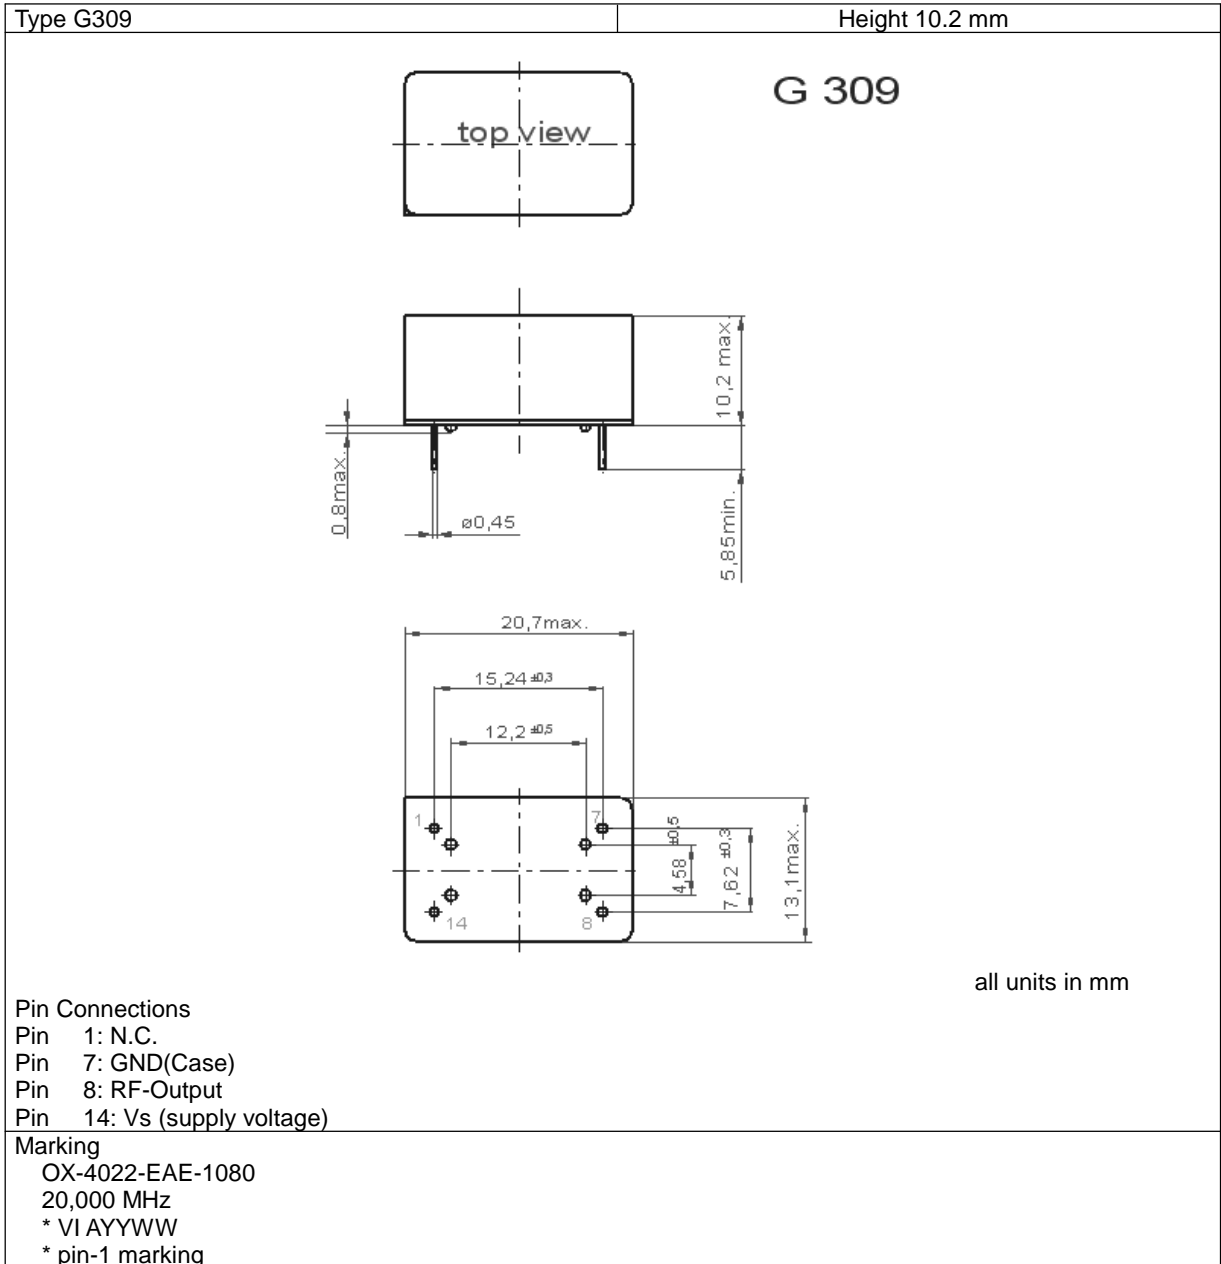 Type G309 Height 10.2 mm
G 309
top view
10,2 max.
0,8max.
ø0,45
5,85min.
20,7max.
15,24 ±0,3
12,2 ±0,5
1 7
4,58 ±0,5
7,62 ±0,3
13,1max.
14 8
all units in mm
Pin Connections
Pin 1: N.C.
Pin 7: GND(Case)
Pin 8: RF-Output
Pin 14: Vs (supply voltage)
Marking
OX-4022-EAE-1080
20,000 MHz
* VI AYYWW
* pin-1 marking